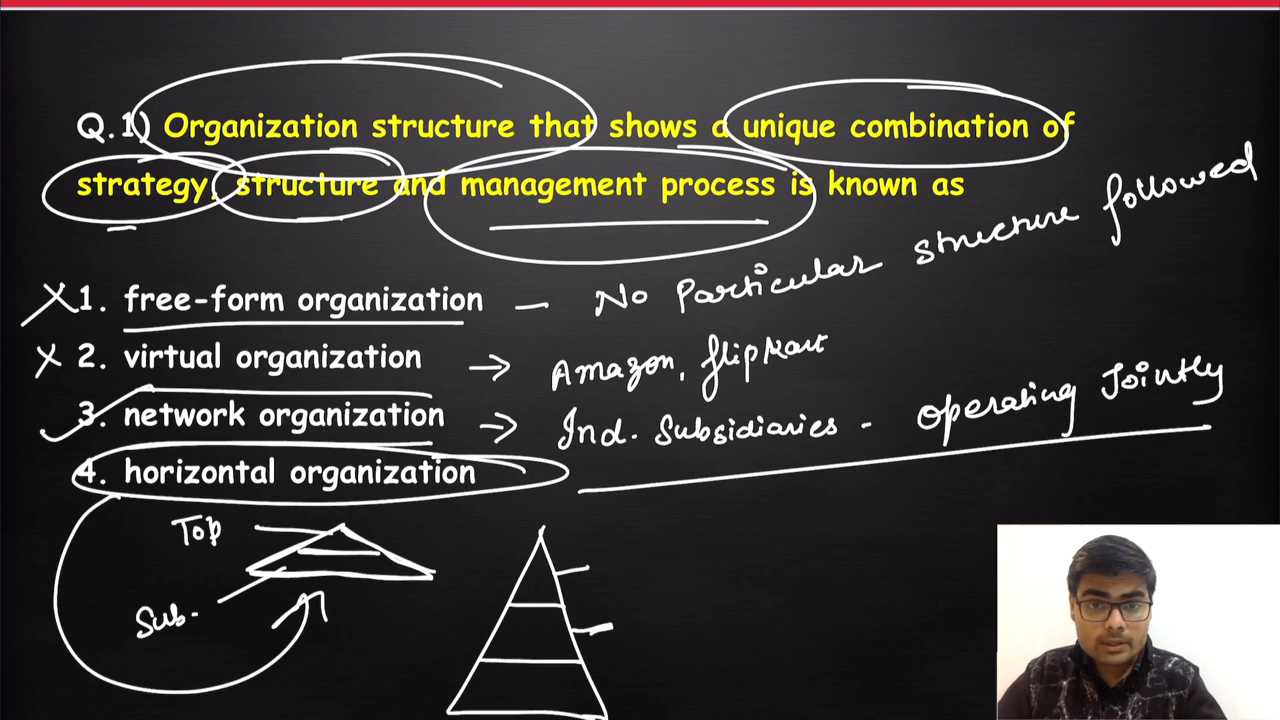 Q.1) Organization structure that shows a unique combination of
strategy, structure and management process is known as
1. free-form organization – No Particular structure followed
2. virtual organization → Amazon, flipkart
3. network organization → Ind. Subsidiaries - Operating Jointly
4. horizontal organization
Top
Sub.